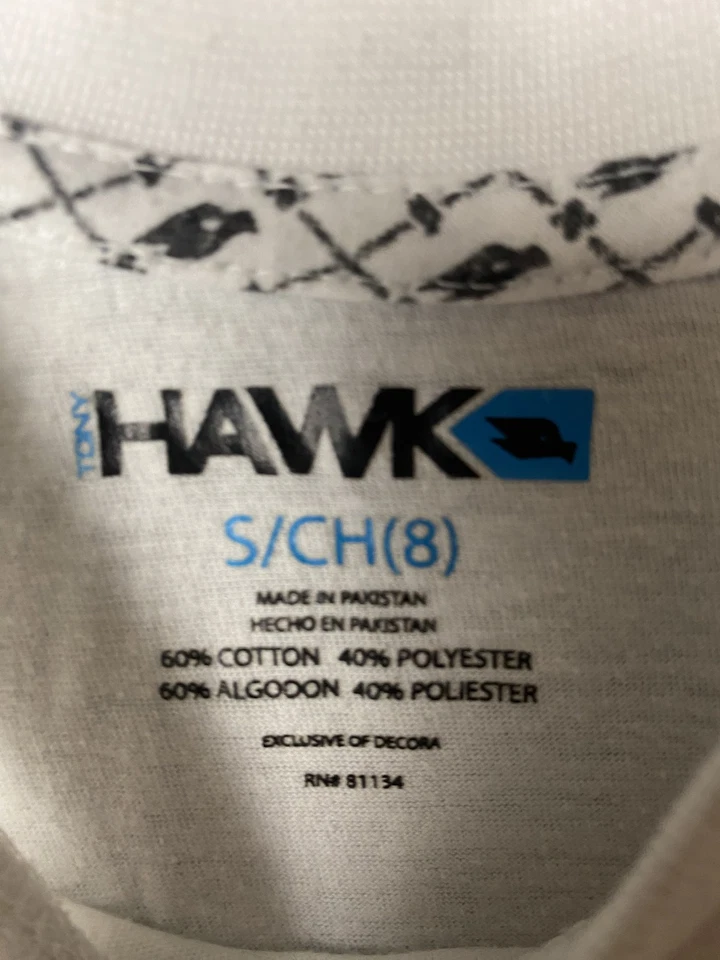 TONY HAWK
S/CH(8)
MADE IN PAKISTAN
HECHO EN PAKISTAN
60% COTTON 40% POLYESTER
60% ALGODON 40% POLIESTER
EXCLUSIVE OF DECORA
RN# 81134